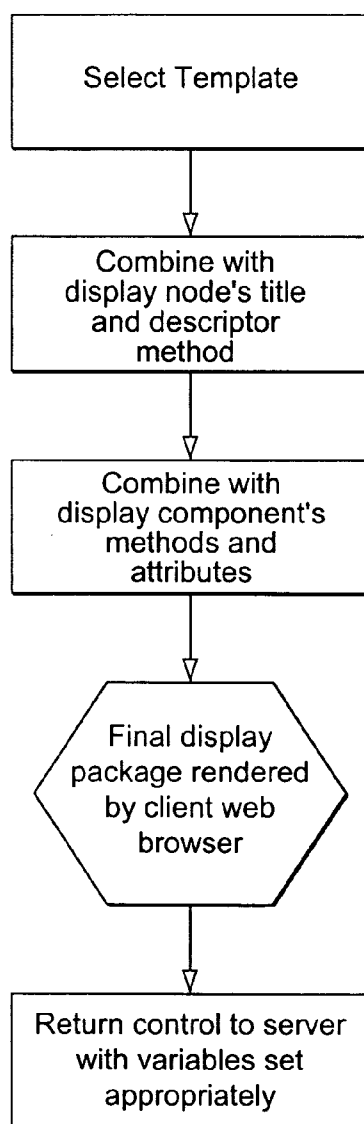 Select Template
Combine with
display node's title
and descriptor
method
Combine with
display component's
methods and
attributes
Final display
package rendered
by client web
browser
Return control to server
with variables set
appropriately